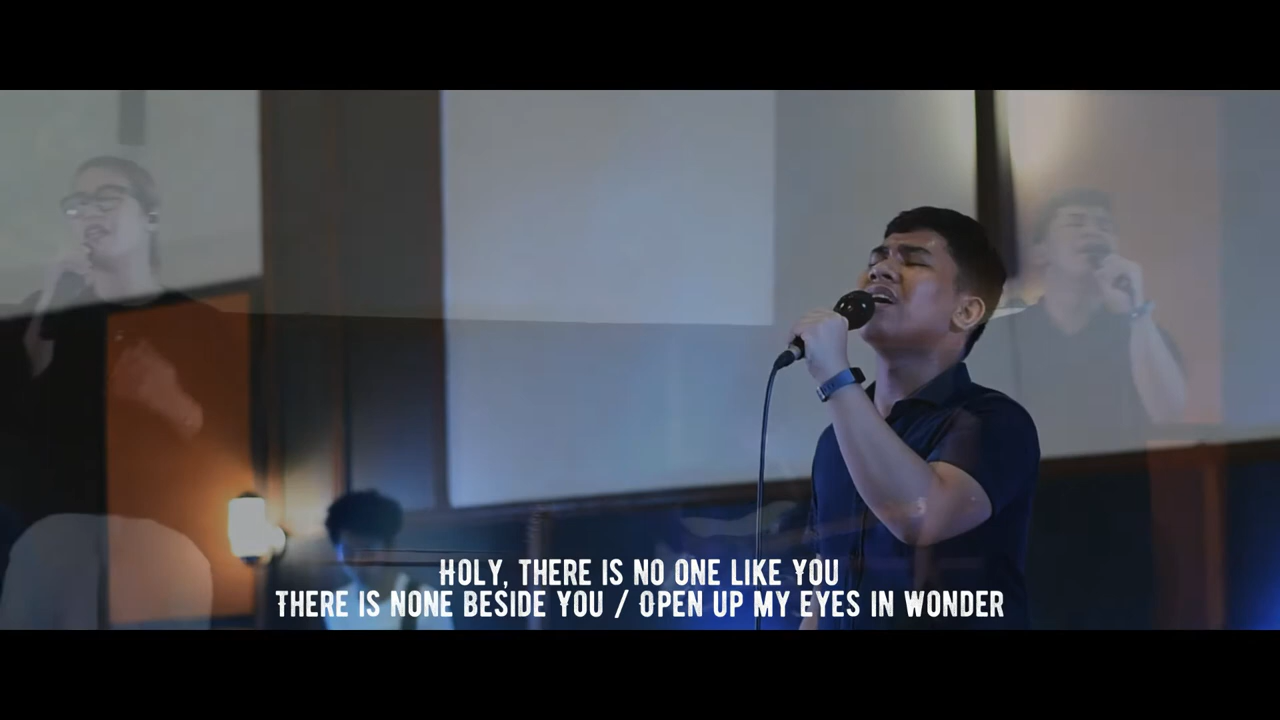 HOLY, THERE IS NO ONE LIKE YOU
THERE IS NONE BESIDE YOU / OPEN UP MY EYES IN WONDER